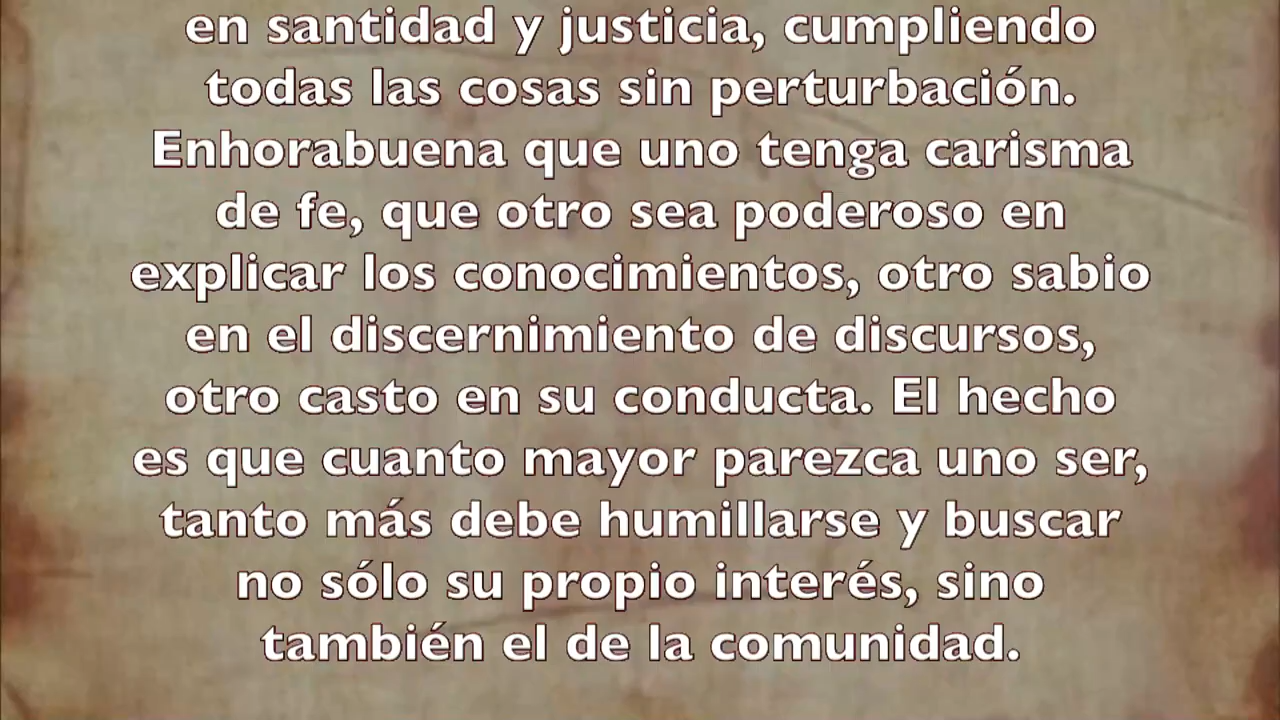 en santidad y justicia, cumpliendo
todas las cosas sin perturbación.
Enhorabuena que uno tenga carisma
de fe, que otro sea poderoso en
explicar los conocimientos, otro sabio
en el discernimiento de discursos,
otro casto en su conducta. El hecho
es que cuanto mayor parezca uno ser,
tanto más debe humillarse y buscar
no sólo su propio interés, sino
también el de la comunidad.